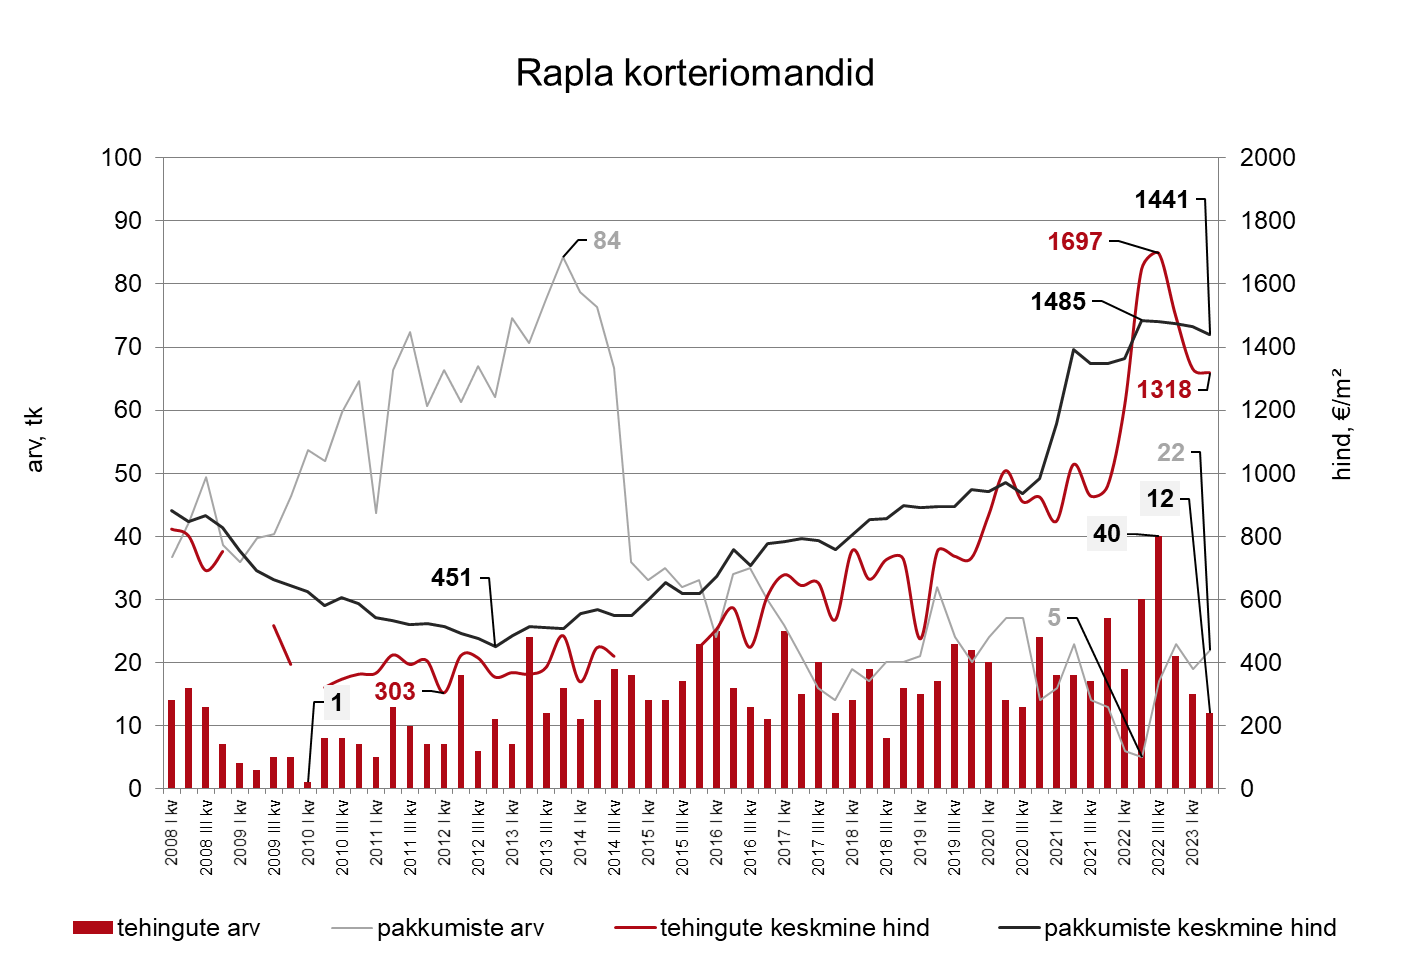 Rapla korteriomandid
100
90
80
70
60
50
40
30
20
10
0
arv, tk
2000
1800
1600
1400
1200
1000
800
600
400
200
0
hind, €/m²
84
451
303
1
1441
1697
1485
1318
22
12
40
5
2008 I kv
2008 III kv
2009 I kv
2009 III kv
2010 I kv
2010 III kv
2011 I kv
2011 III kv
2012 I kv
2012 III kv
2013 I kv
2013 III kv
2014 I kv
2014 III kv
2015 I kv
2015 III kv
2016 I kv
2016 III kv
2017 I kv
2017 III kv
2018 I kv
2018 III kv
2019 I kv
2019 III kv
2020 I kv
2020 III kv
2021 I kv
2021 III kv
2022 I kv
2022 III kv
2023 I kv
tehingute arv
pakkumiste arv
tehingute keskmine hind
pakkumiste keskmine hind